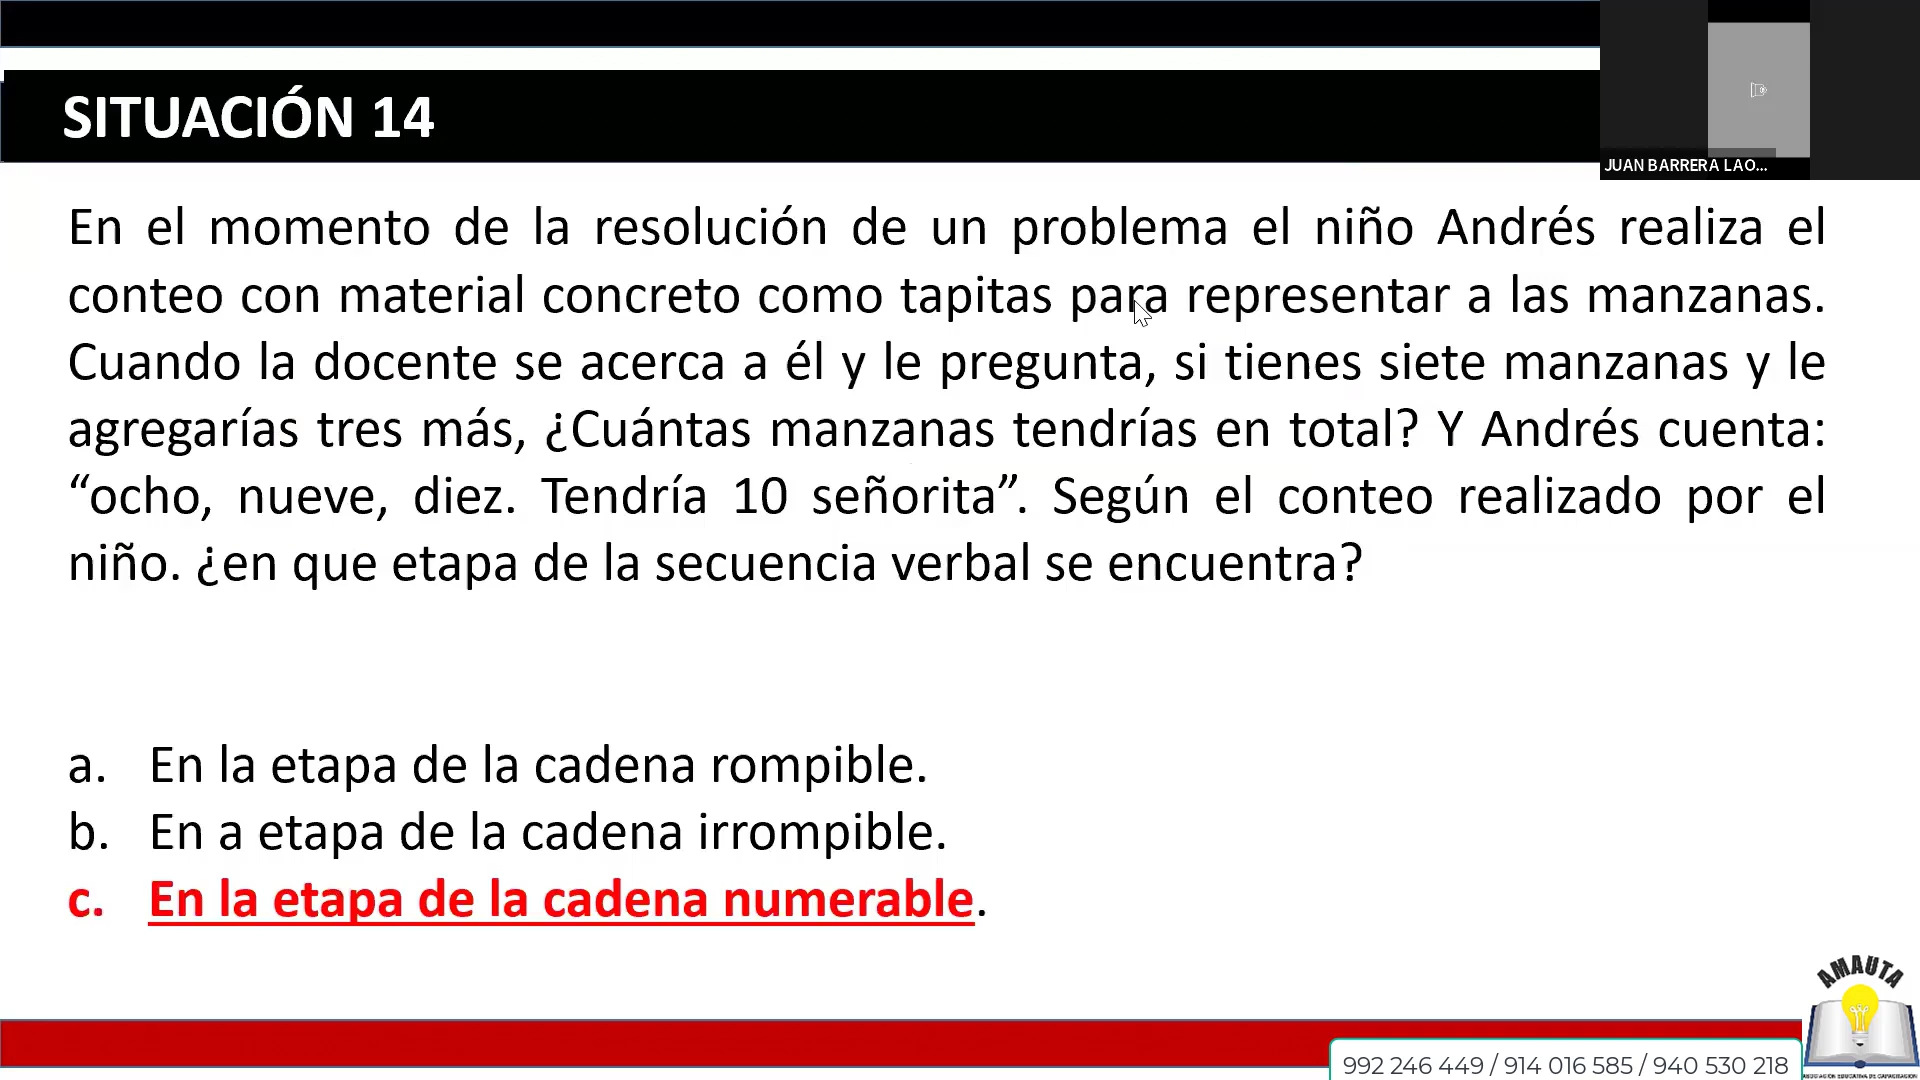 SITUACIÓN 14
JUAN BARRERA LAO...
En el momento de la resolución de un problema el niño Andrés realiza el
conteo con material concreto como tapitas para representar a las manzanas.
Cuando la docente se acerca a él y le pregunta, si tienes siete manzanas y le
agregarías tres más, ¿Cuántas manzanas tendrías en total? Y Andrés cuenta:
“ocho, nueve, diez. Tendría 10 señorita”. Según el conteo realizado por el
niño. ¿en que etapa de la secuencia verbal se encuentra?
a. En la etapa de la cadena rompible.
b. En a etapa de la cadena irrompible.
c. En la etapa de la cadena numerable.
AMAUTA
ASOCIACIÓN EDUCATIVA DE CAPACITACIÓN
992 246 449 / 914 016 585 / 940 530 218